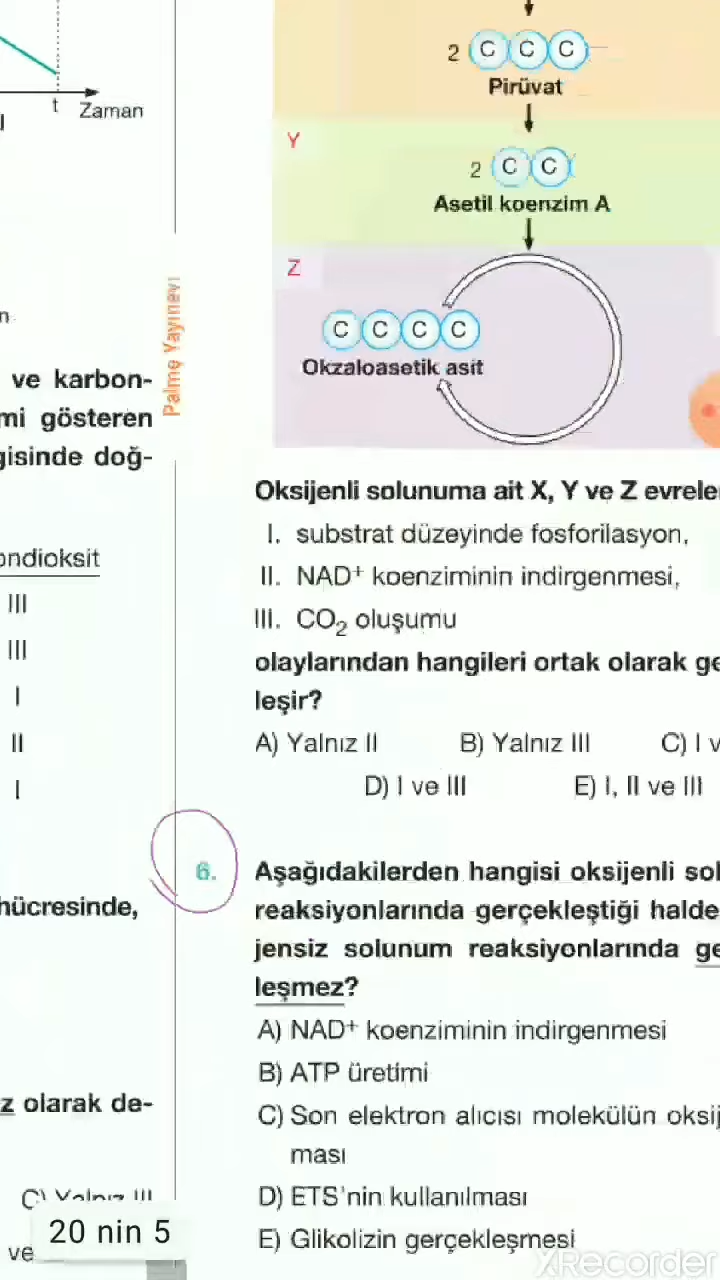 t Zaman
2 C C C
Pirüvat
Y
2 C C
Asetil koenzim A
Z
C C C C
Okzaloasetik asit
Palme Yayınevi
ve karbon-
mi gösteren
gisinde doğ-
ondioksit
III
III
I
II
I
hücresinde,
z olarak de-
C) Yalnız III
ve
Oksijenli solunuma ait X, Y ve Z evrele
I. substrat düzeyinde fosforilasyon,
II. NAD+ koenziminin indirgenmesi,
III. CO2 oluşumu
olaylarından hangileri ortak olarak ge
leşir?
A) Yalnız II B) Yalnız III C) I v
D) I ve III E) I, II ve III
6. Aşağıdakilerden hangisi oksijenli sol
reaksiyonlarında gerçekleştiği halde
jensiz solunum reaksiyonlarında ge
leşmez?
A) NAD+ koenziminin indirgenmesi
B) ATP üretimi
C) Son elektron alıcısı molekülün oksij
ması
D) ETS'nin kullanılması
E) Glikolizin gerçekleşmesi
20 nin 5
XRecorder